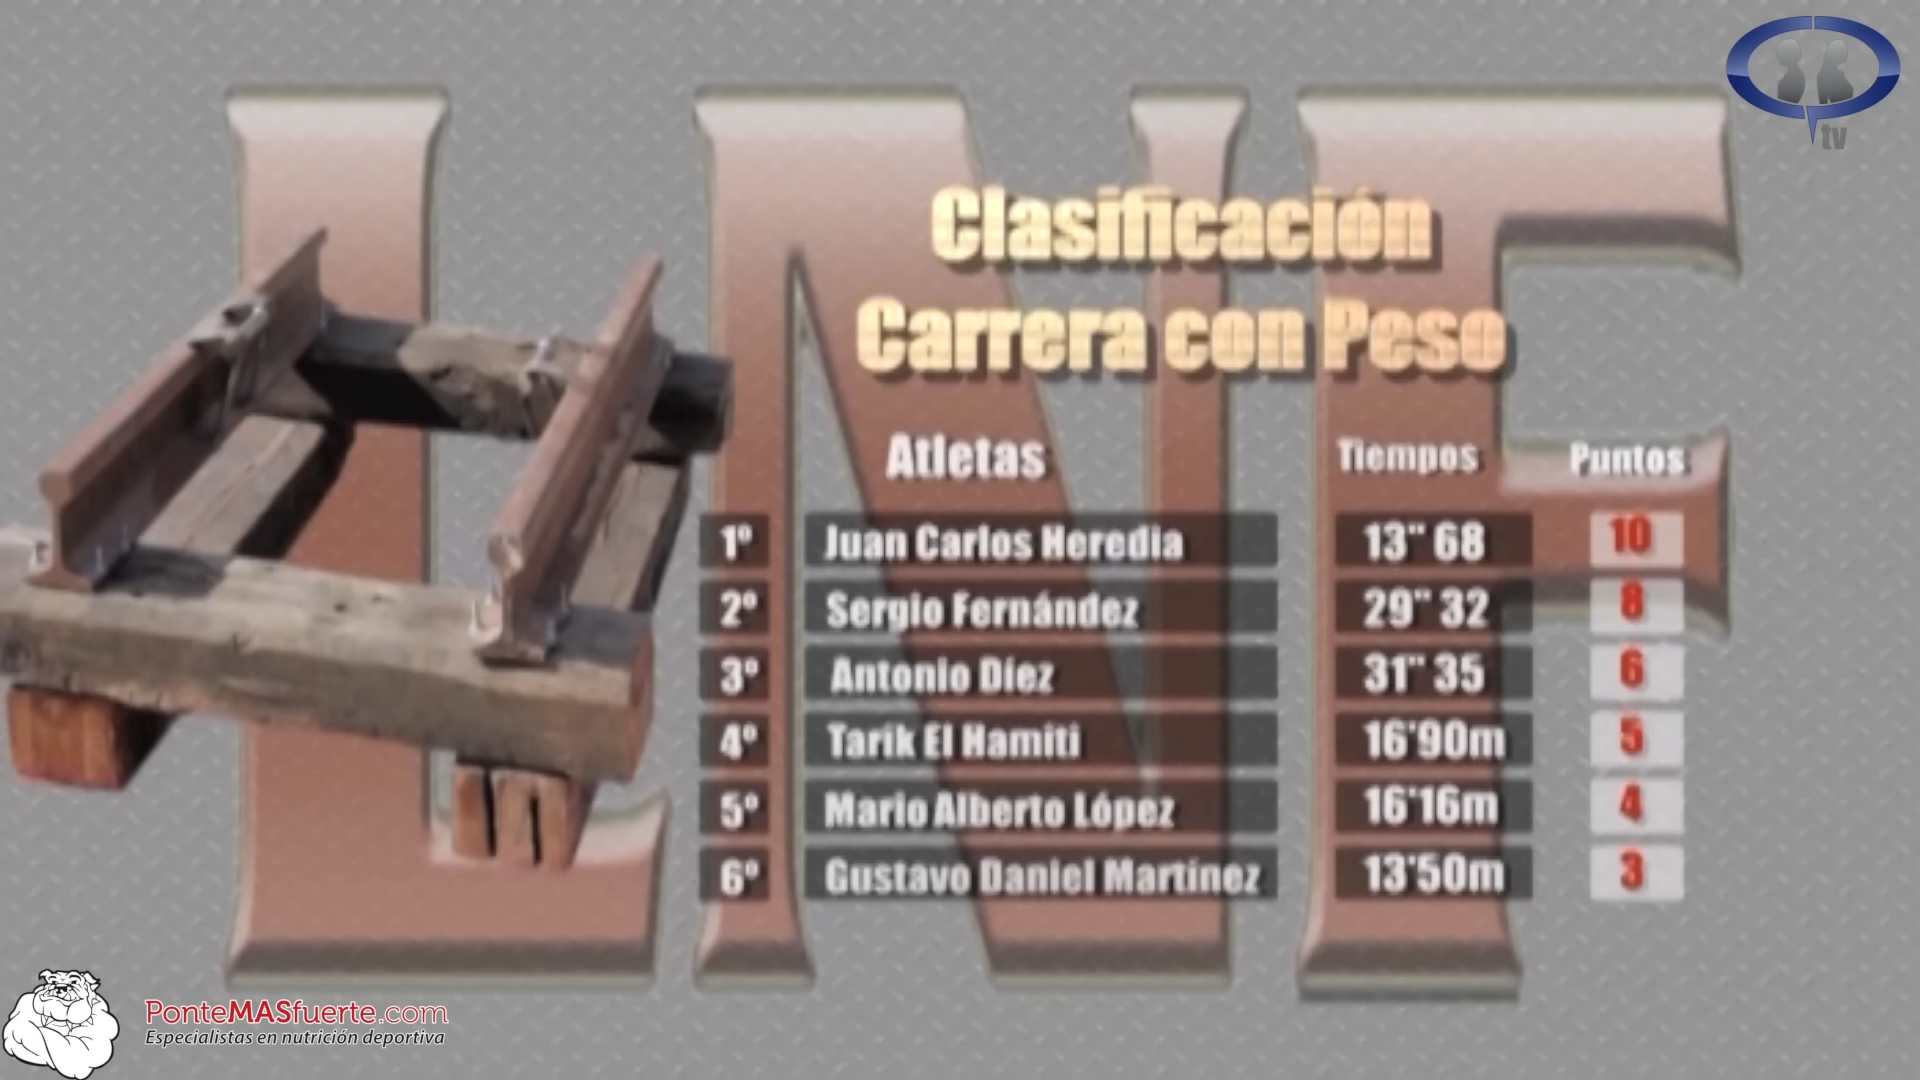 tv
LNF
Clasificación
Carrera con Peso
Atletas Tiempos Puntos
1º Juan Carlos Heredia 13" 68 10
2º Sergio Fernández 29" 32 8
3º Antonio Díez 31" 35 6
4º Tarik El Hamiti 16'90m 5
5º Mario Alberto López 16'16m 4
6º Gustavo Daniel Martínez 13'50m 3
PonteMASfuerte.com
Especialistas en nutrición deportiva